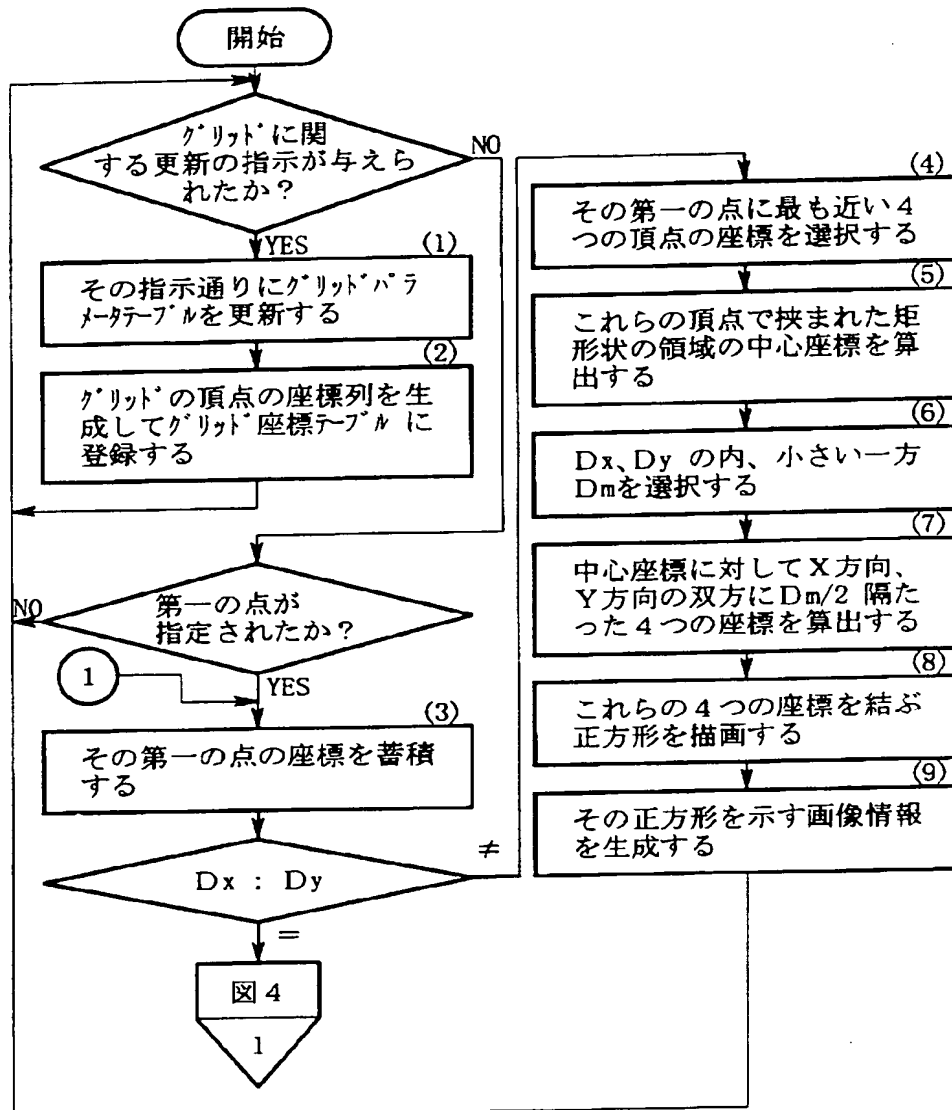 開始
ｸﾞﾘｯﾄﾞに関
する更新の指示が与えら
れたか?
NO
YES
(1)
その指示通りにｸﾞﾘｯﾄﾞﾊﾟﾗ
ﾒｰﾀﾃｰﾌﾞﾙを更新する
(2)
ｸﾞﾘｯﾄﾞの頂点の座標列を生
成してｸﾞﾘｯﾄﾞ座標ﾃｰﾌﾞﾙ に
登録する
NO
第一の点が
指定されたか?
1
YES
(3)
その第一の点の座標を蓄積
する
Dx : Dy
≠
=
図4
1
(4)
その第一の点に最も近い4
つの頂点の座標を選択する
(5)
これらの頂点で挟まれた矩
形状の領域の中心座標を算
出する
(6)
Dx、Dy の内、小さい一方
Dmを選択する
(7)
中心座標に対してX方向、
Y方向の双方にDm/2 隔た
った4つの座標を算出する
(8)
これらの4つの座標を結ぶ
正方形を描画する
(9)
その正方形を示す画像情報
を生成する